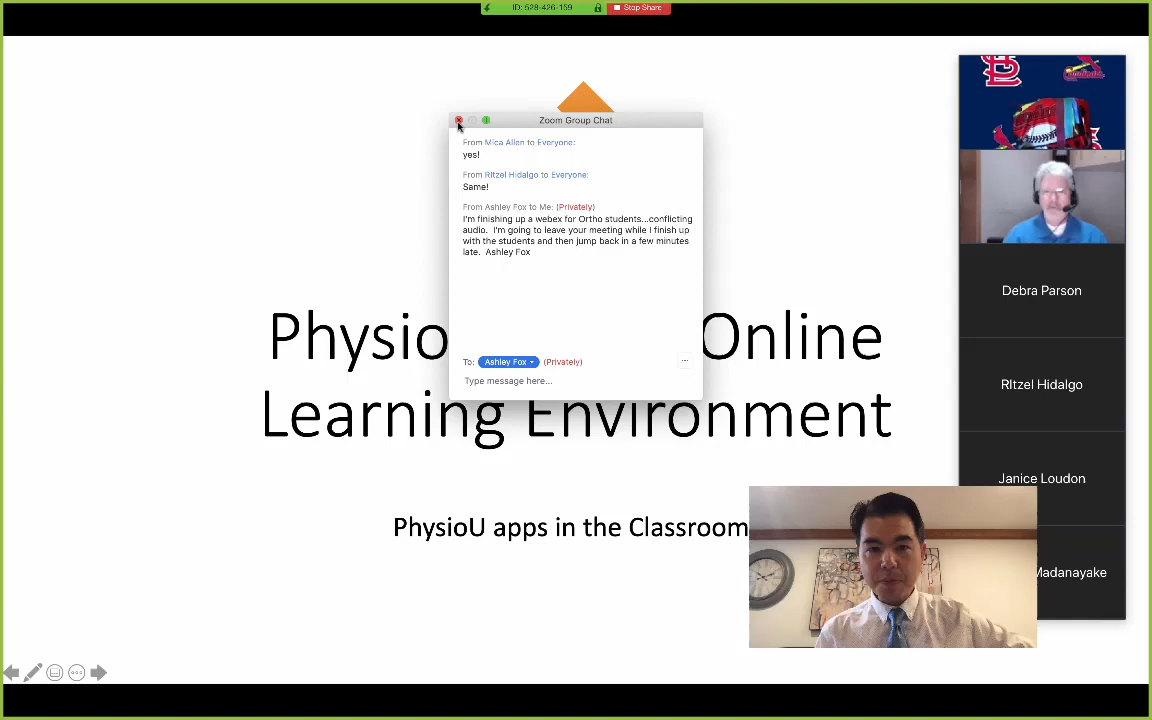 ID: 528-426-159
Stop Share
Zoom Group Chat
From Mica Allen to Everyone:
yes!
From RItzel Hidalgo to Everyone:
Same!
From Ashley Fox to Me: (Privately)
I'm finishing up a webex for Ortho students...conflicting
audio. I'm going to leave your meeting while I finish up
with the students and then jump back in a few minutes
late. Ashley Fox
To: Ashley Fox (Privately)
Type message here...
Physio Online
Learning Environment
PhysioU apps in the Classroom
Cardinals
Debra Parson
RItzel Hidalgo
Janice Loudon
Madanayake